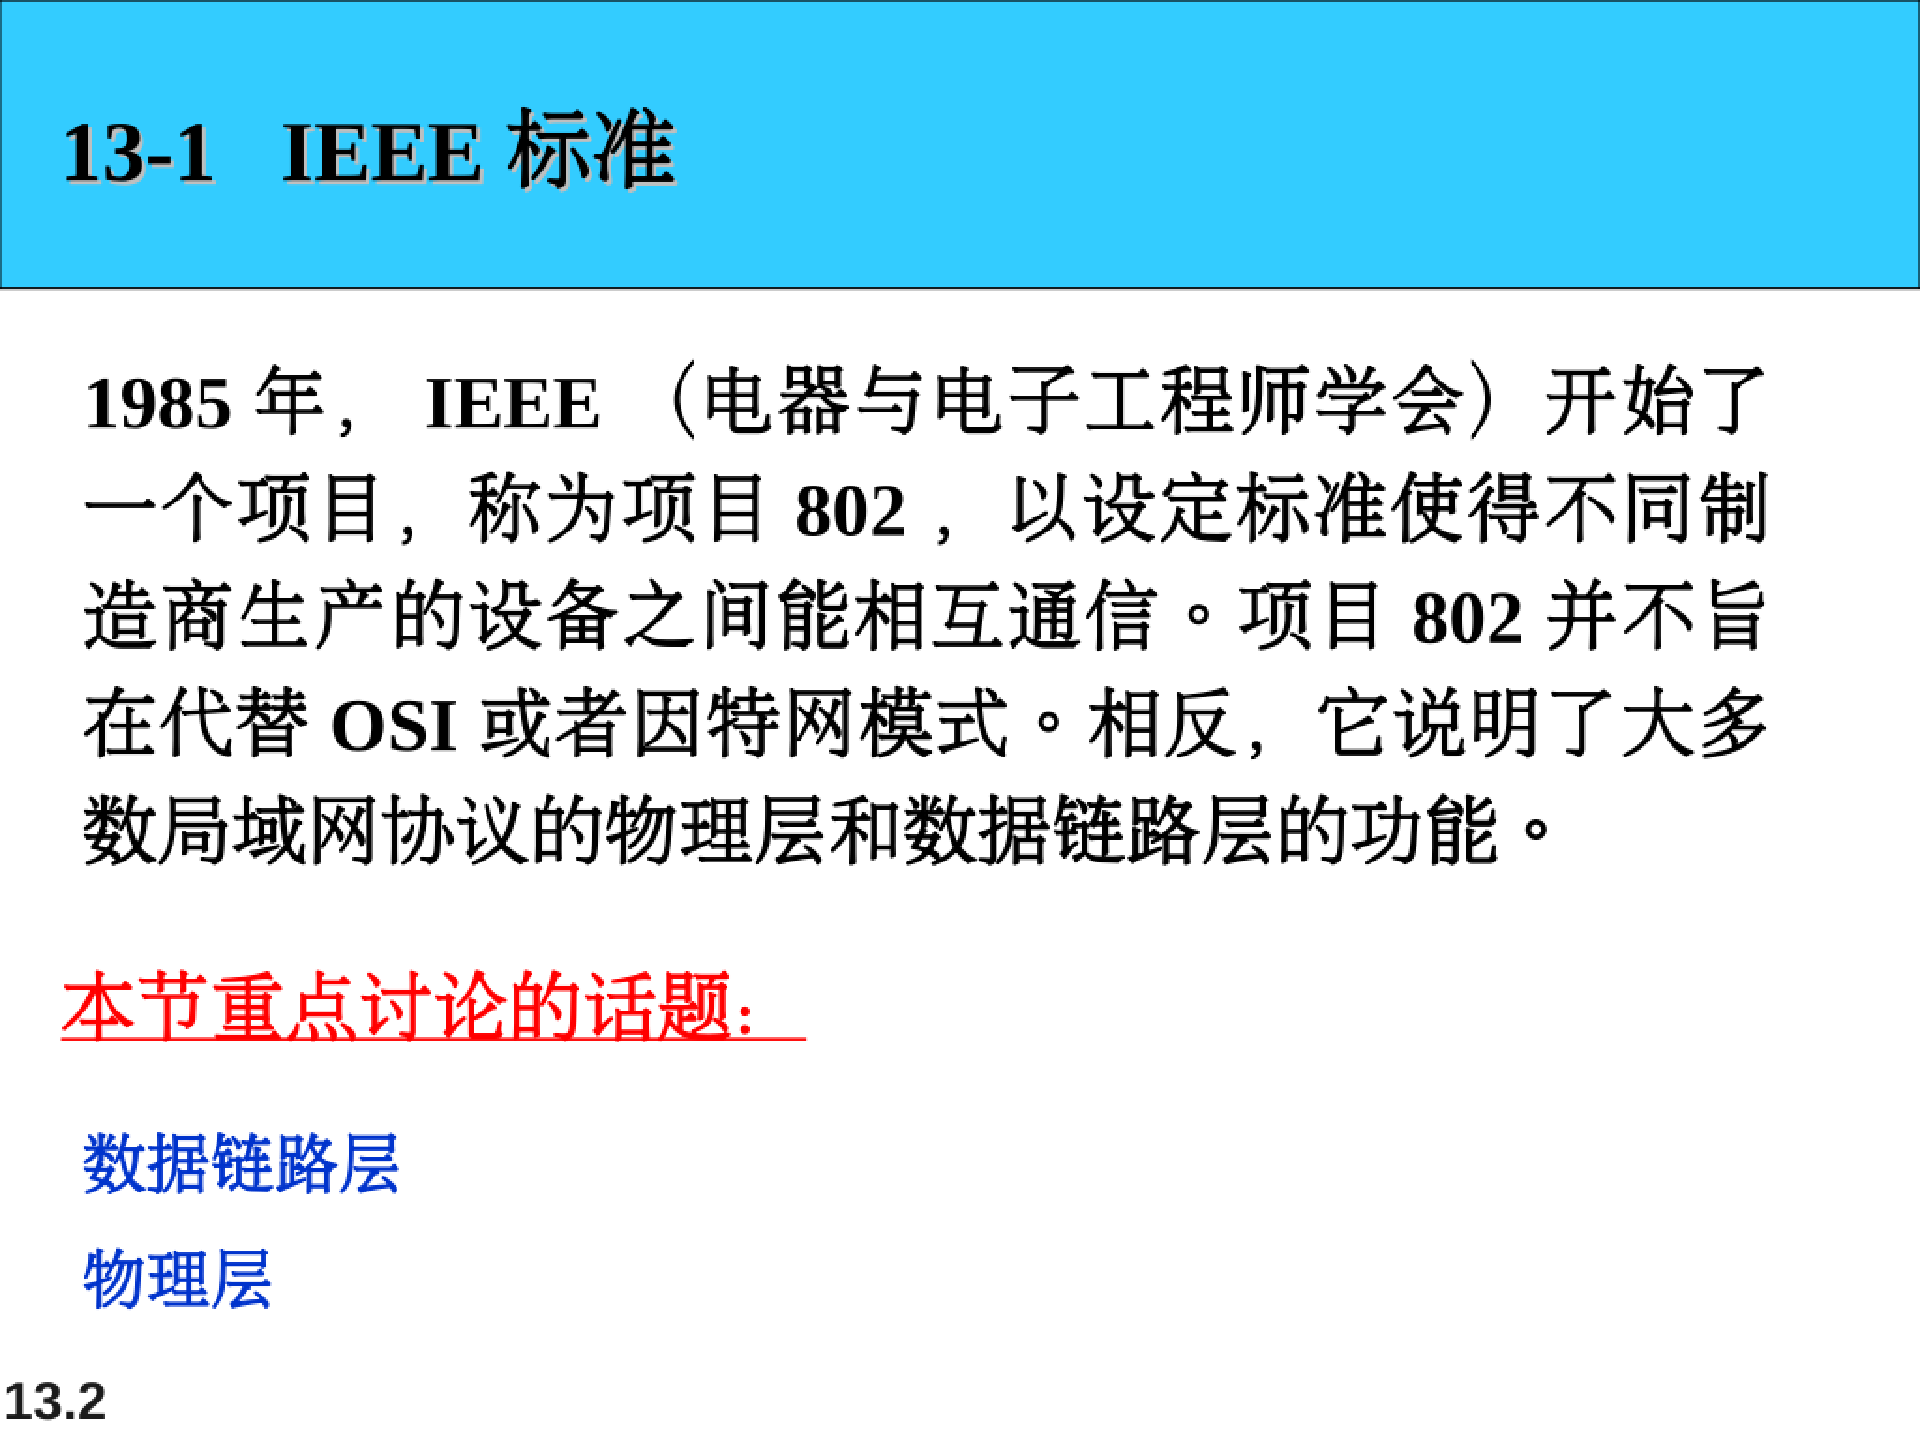 13-1 IEEE 标准
1985 年， IEEE （电器与电子工程师学会）开始了
一个项目，称为项目 802 ，以设定标准使得不同制
造商生产的设备之间能相互通信。项目 802 并不旨
在代替 OSI 或者因特网模式。相反，它说明了大多
数局域网协议的物理层和数据链路层的功能。
本节重点讨论的话题：
数据链路层
物理层
13.2